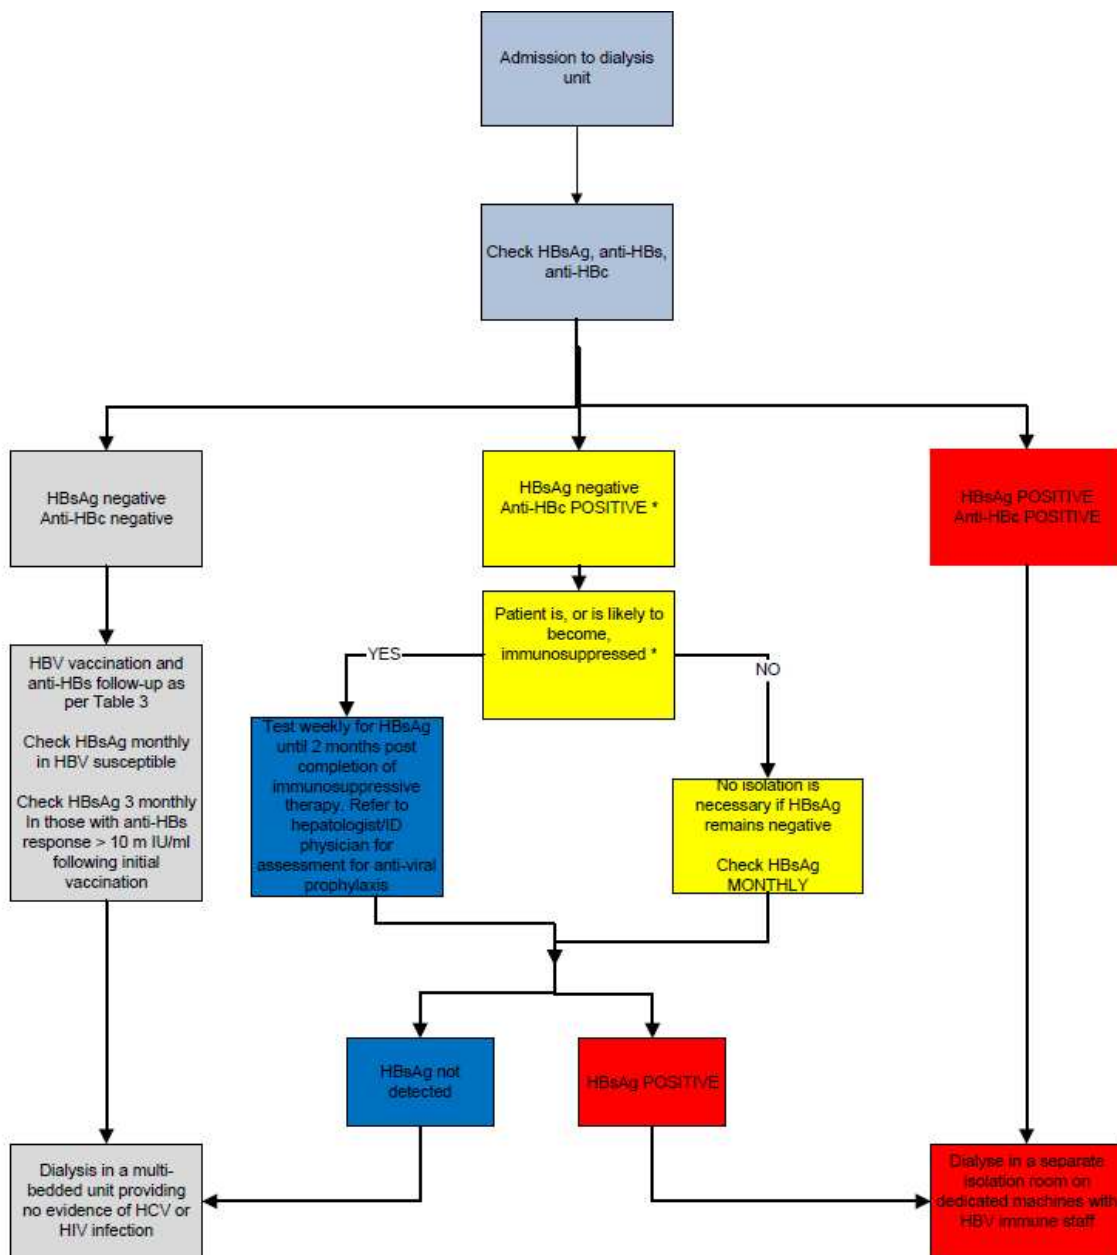 Admission to dialysis
unit
Check HBsAg, anti-HBs,
anti-HBc
HBsAg negative
Anti-HBc negative
HBsAg negative
Anti-HBc POSITIVE *
HBsAg POSITIVE
Anti-HBc POSITIVE
Patient is, or is likely to
become,
immunosuppressed *
YES
NO
HBV vaccination and
anti-HBs follow-up as
per Table 3
Check HBsAg monthly
in HBV susceptible
Check HBsAg 3 monthly
In those with anti-HBs
response > 10 m IU/ml
following initial
vaccination
Test weekly for HBsAg
until 2 months post
completion of
immunosuppressive
therapy. Refer to
hepatologist/ID
physician for
assessment for anti-viral
prophylaxis
No isolation is
necessary if HBsAg
remains negative
Check HBsAg
MONTHLY
HBsAg not
detected
HBsAg POSITIVE
Dialysis in a multi-
bedded unit providing
no evidence of HCV or
HIV infection
Dialyse in a separate
isolation room on
dedicated machines with
HBV immune staff